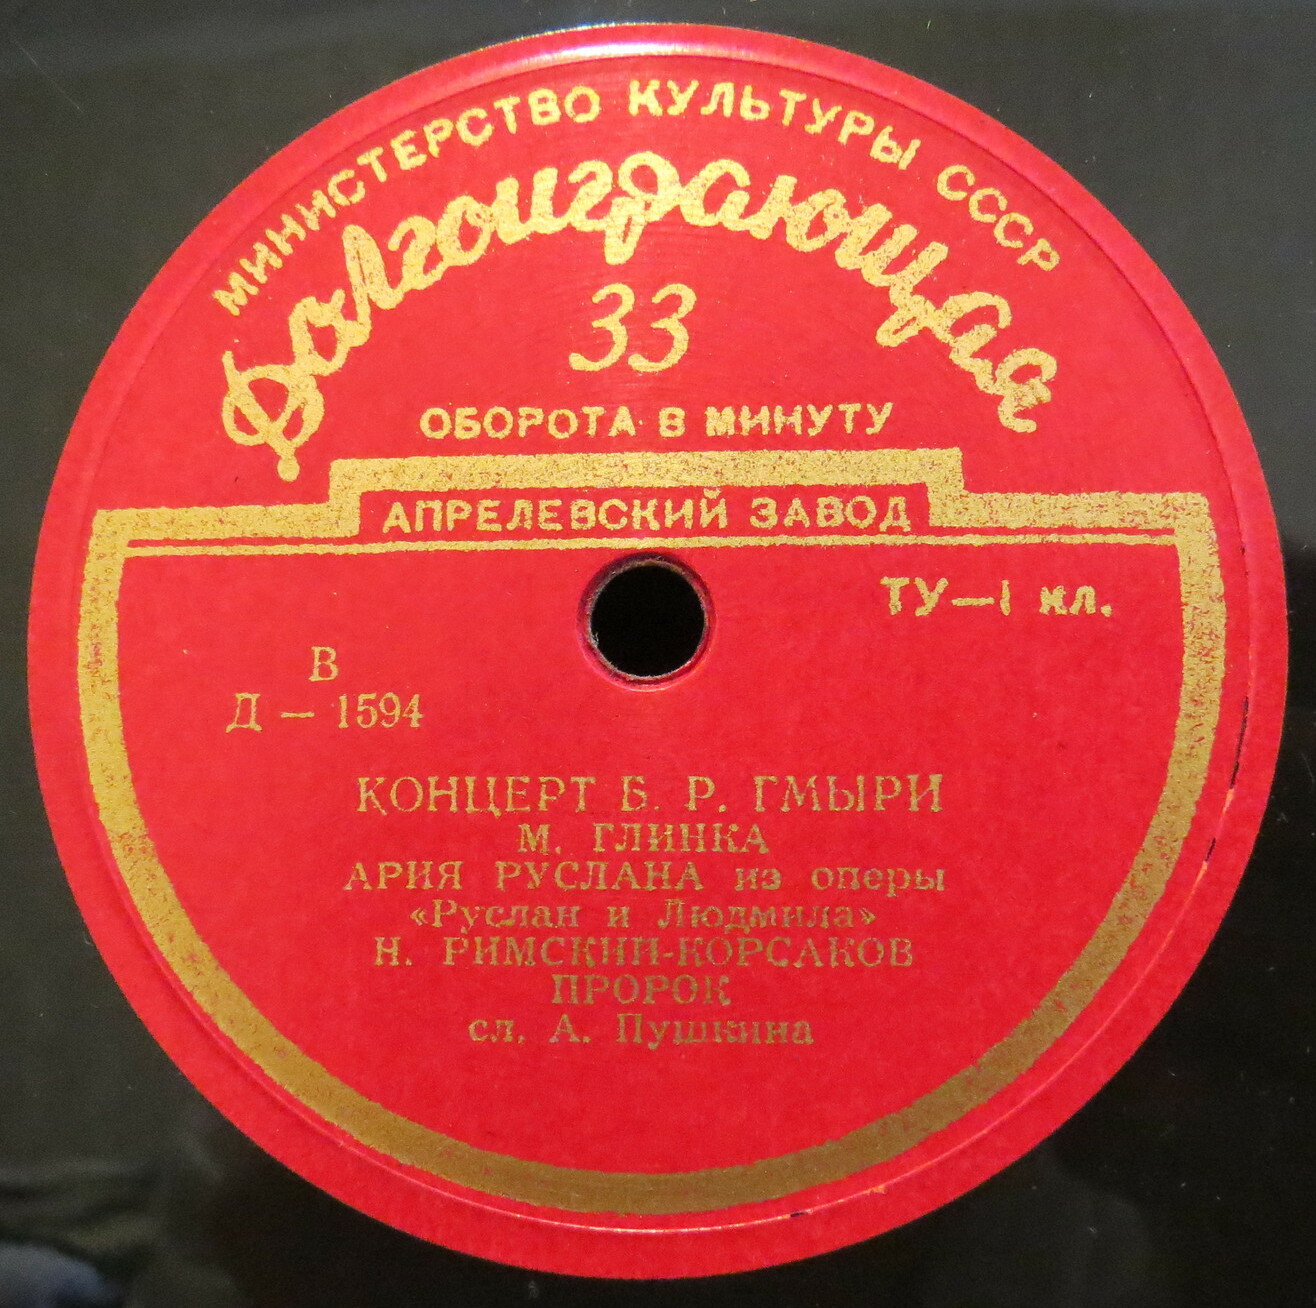 МИНИСТЕРСТВО КУЛЬТУРЫ СССР
Долгоиграющая
33
ОБОРОТА В МИНУТУ
АПРЕЛЕВСКИЙ ЗАВОД
ТУ—1 кл.
В
Д — 1594
КОНЦЕРТ Б. Р. ГМЫРИ
М. ГЛИНКА
АРИЯ РУСЛАНА из оперы
«Руслан и Людмила»
Н. РИМСКИЙ-КОРСАКОВ
ПРОРОК
сл. А. Пушкина